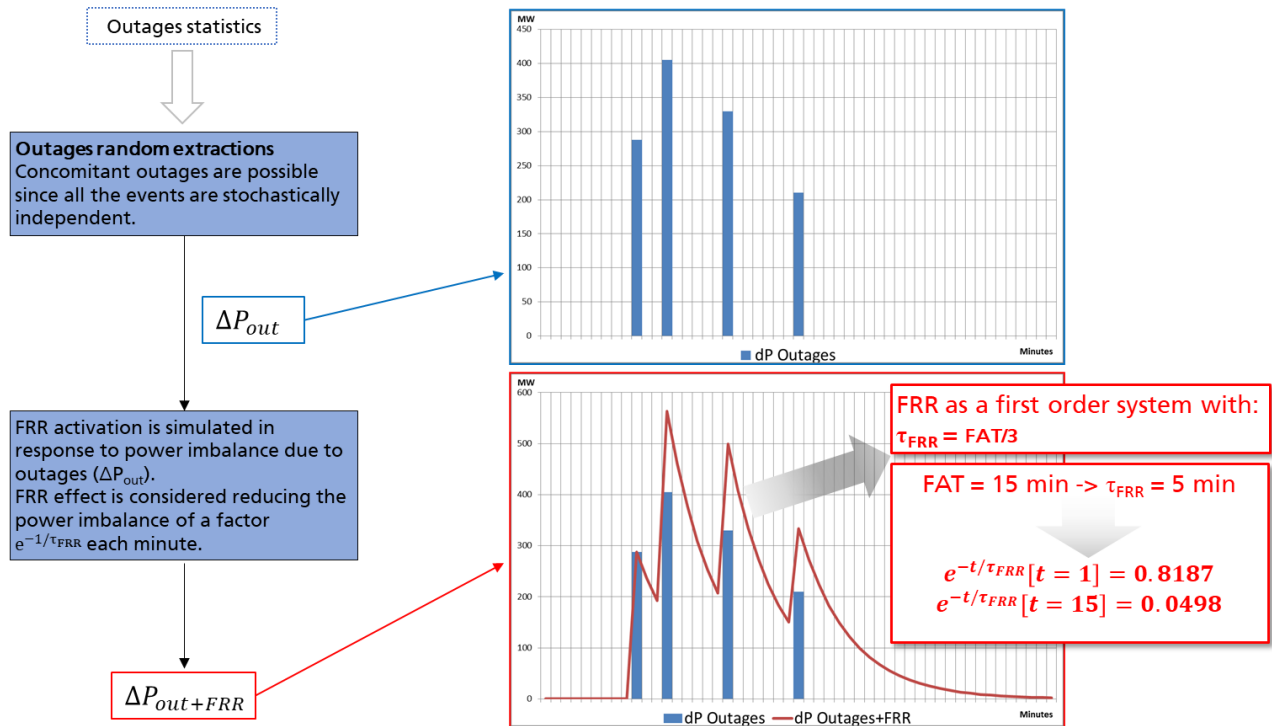 Outages statistics
Outages random extractions
Concomitant outages are possible
since all the events are stochastically
independent.
ΔP_out
FRR activation is simulated in
response to power imbalance due to
outages (ΔP_out).
FRR effect is considered reducing the
power imbalance of a factor
e^{-1/τ_FRR} each minute.
ΔP_{out+FRR}
MW
450
400
350
300
250
200
150
100
50
0
dP Outages
Minutes
MW
600
500
400
300
200
100
0
dP Outages
dP Outages+FRR
Minutes
FRR as a first order system with:
τ_FRR = FAT/3
FAT = 15 min -> τ_FRR = 5 min
e^{-t/τ_FRR}[t = 1] = 0.8187
e^{-t/τ_FRR}[t = 15] = 0.0498